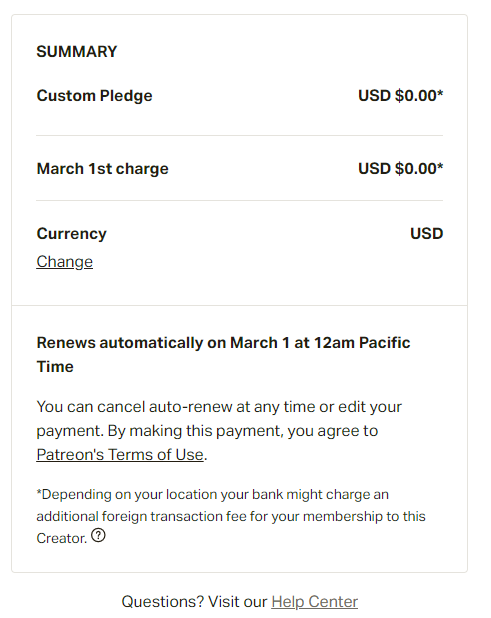 SUMMARY
Custom Pledge USD $0.00*
March 1st charge USD $0.00*
Currency USD
Change
Renews automatically on March 1 at 12am Pacific
Time
You can cancel auto-renew at any time or edit your
payment. By making this payment, you agree to
Patreon's Terms of Use.
*Depending on your location your bank might charge an
additional foreign transaction fee for your membership to this
Creator. ?
Questions? Visit our Help Center